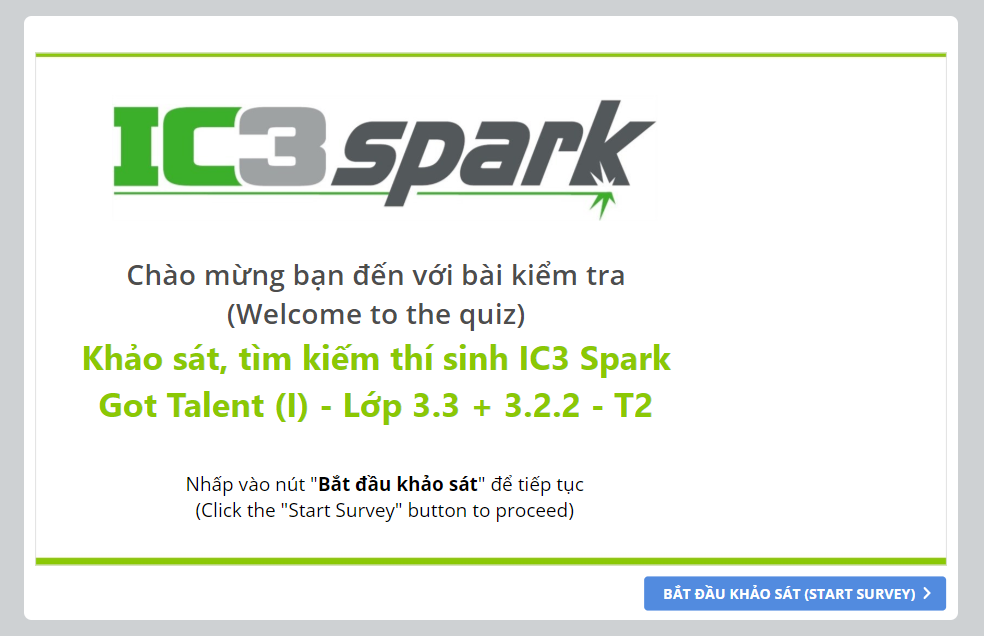 IC3 spark
Chào mừng bạn đến với bài kiểm tra
(Welcome to the quiz)
Khảo sát, tìm kiếm thí sinh IC3 Spark
Got Talent (I) - Lớp 3.3 + 3.2.2 - T2
Nhấp vào nút "Bắt đầu khảo sát" để tiếp tục
(Click the "Start Survey" button to proceed)
BẮT ĐẦU KHẢO SÁT (START SURVEY)